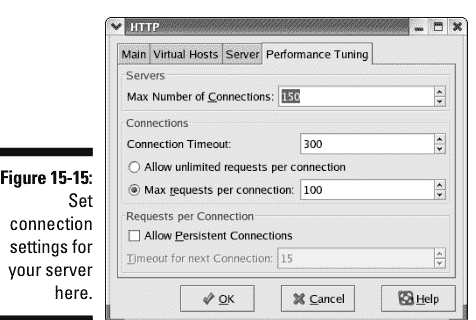 HTTP
Main Virtual Hosts Server Performance Tuning
Servers
Max Number of Connections: 150
Connections
Connection Timeout: 300
Allow unlimited requests per connection
Max requests per connection: 100
Requests per Connection
Allow Persistent Connections
Timeout for next Connection: 15
OK Cancel Help
Figure 15-15:
Set
connection
settings for
your server
here.